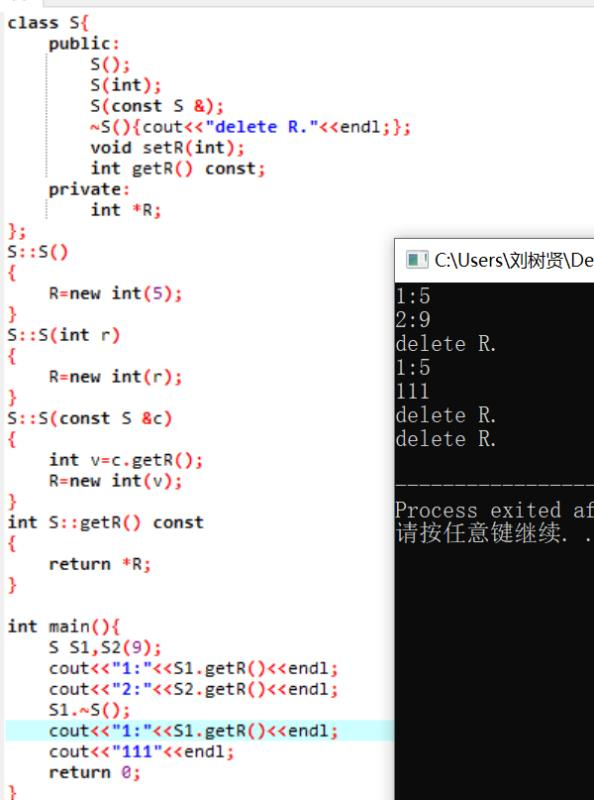 class S{
    public:
        S();
        S(int);
        S(const S &);
        ~S(){cout<<"delete R."<<endl;};
        void setR(int);
        int getR() const;
    private:
        int *R;
};
S::S()
{
    R=new int(5);
}
S::S(int r)
{
    R=new int(r);
}
S::S(const S &c)
{
    int v=c.getR();
    R=new int(v);
}
int S::getR() const
{
    return *R;
}

int main(){
    S S1,S2(9);
    cout<<"1:"<<S1.getR()<<endl;
    cout<<"2:"<<S2.getR()<<endl;
    S1.~S();
    cout<<"1:"<<S1.getR()<<endl;
    cout<<"111"<<endl;
    return 0;
}
C:\Users\刘树贤\De
1:5
2:9
delete R.
1:5
111
delete R.
delete R.
--------------------
Process exited af
请按任意键继续. .